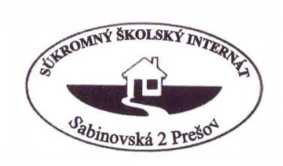 SÚKROMNÝ ŠKOLSKÝ INTERNÁT
Sabinovská 2 Prešov